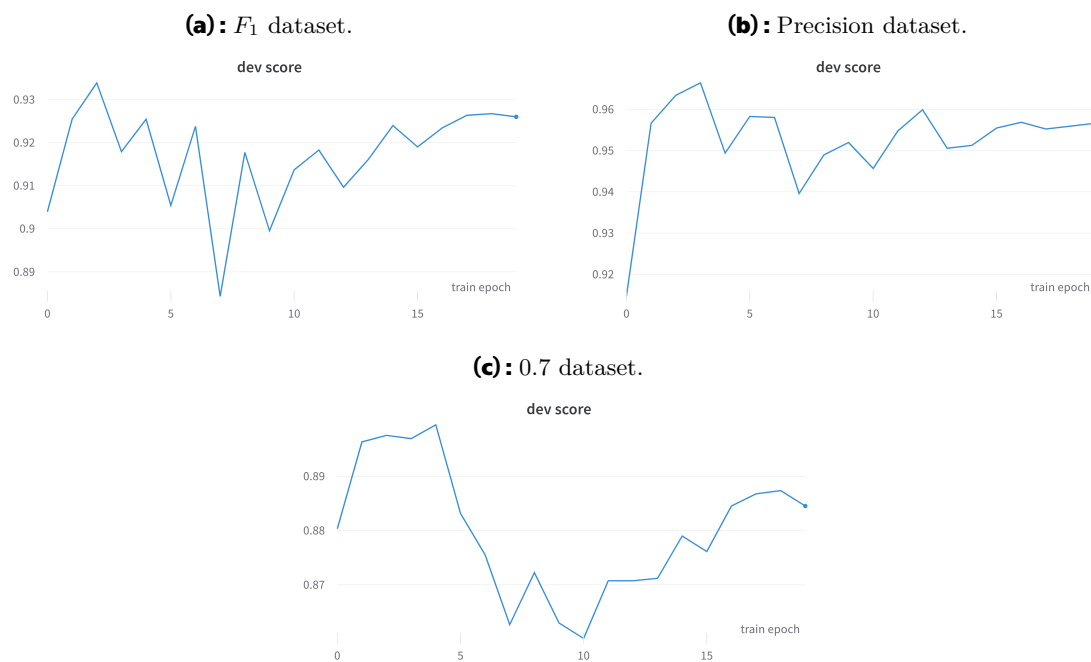 (a): F₁ dataset.
dev score
0.93
0.92
0.91
0.9
0.89
train epoch
0 5 10 15
(b): Precision dataset.
dev score
0.96
0.95
0.94
0.93
0.92
train epoch
0 5 10 15
(c): 0.7 dataset.
dev score
0.89
0.88
0.87
train epoch
0 5 10 15